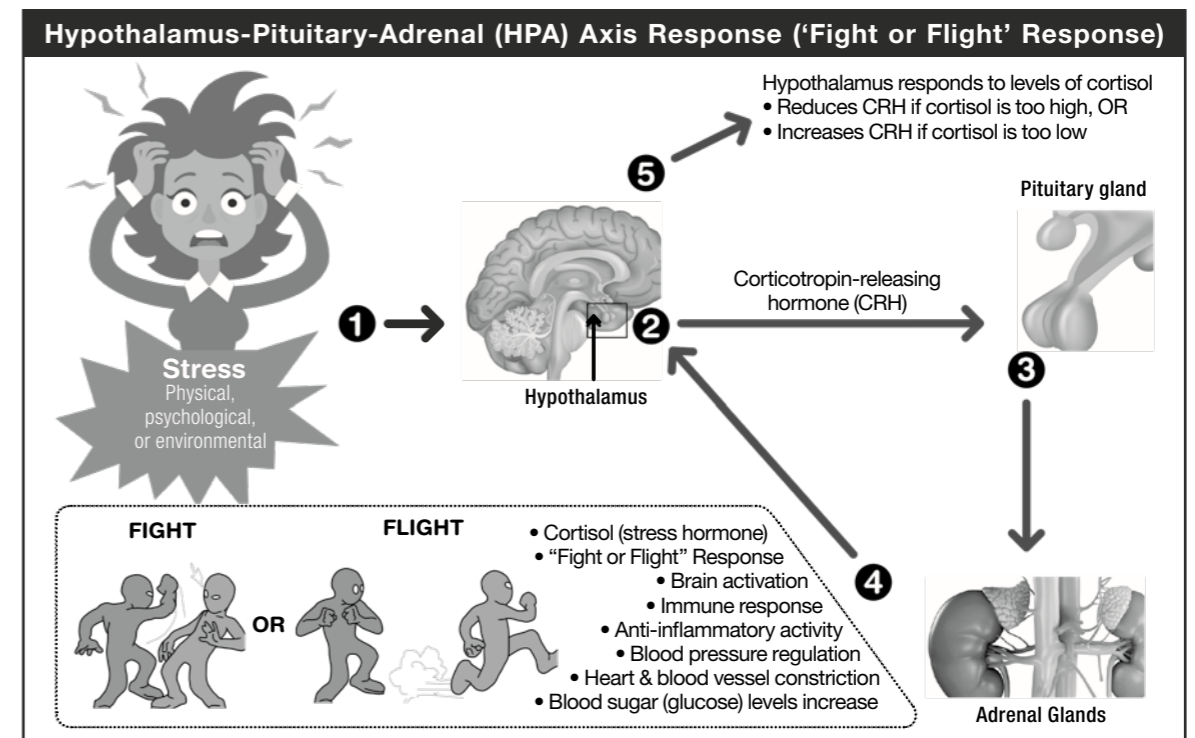 Hypothalamus-Pituitary-Adrenal (HPA) Axis Response (‘Fight or Flight’ Response)
Hypothalamus responds to levels of cortisol
• Reduces CRH if cortisol is too high, OR
• Increases CRH if cortisol is too low
5
Pituitary gland
Corticotropin-releasing
hormone (CRH)
1
2
Hypothalamus
3
Stress
Physical,
psychological,
or environmental
FIGHT
OR
FLIGHT
• Cortisol (stress hormone)
• “Fight or Flight” Response
• Brain activation
• Immune response
• Anti-inflammatory activity
• Blood pressure regulation
• Heart & blood vessel constriction
• Blood sugar (glucose) levels increase
4
Adrenal Glands